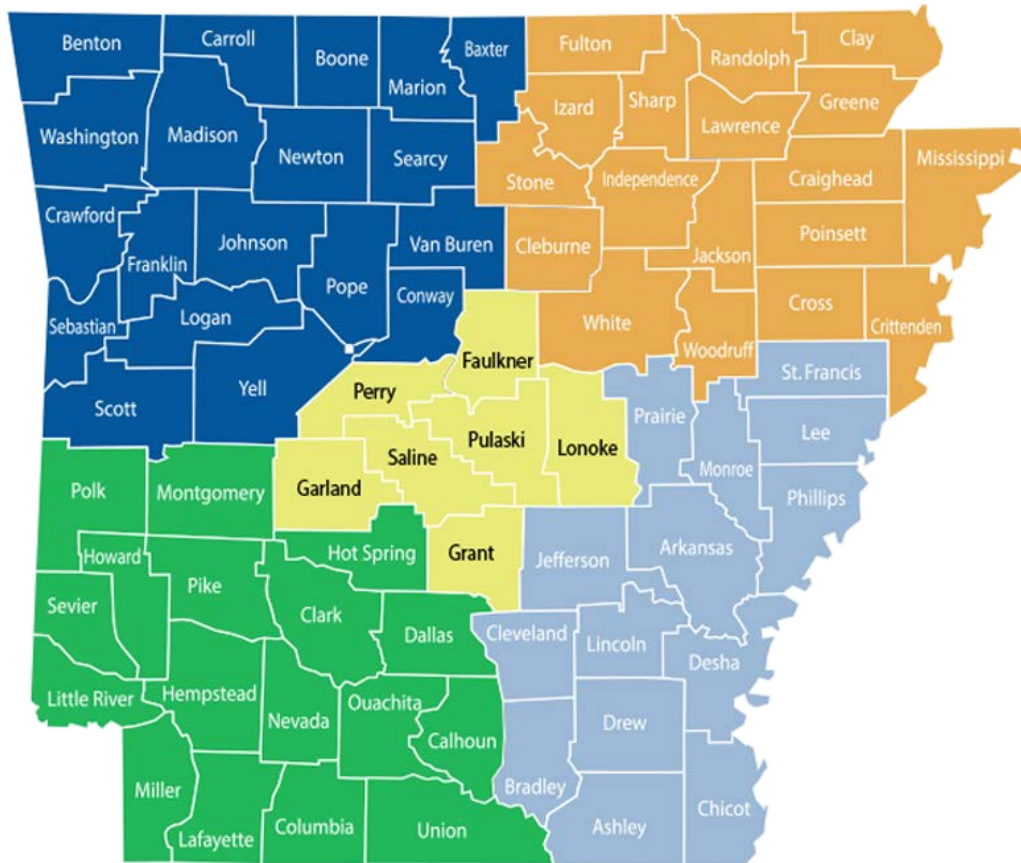 Benton
Carroll
Boone
Marion
Baxter
Fulton
Randolph
Clay
Izard
Sharp
Greene
Lawrence
Washington
Madison
Newton
Searcy
Stone
Independence
Craighead
Mississippi
Crawford
Franklin
Johnson
Pope
Van Buren
Cleburne
Jackson
Poinsett
Sebastian
Logan
Conway
White
Woodruff
Cross
Crittenden
Scott
Yell
Perry
Faulkner
St. Francis
Pulaski
Lonoke
Prairie
Lee
Saline
Monroe
Polk
Montgomery
Garland
Phillips
Howard
Hot Spring
Grant
Jefferson
Arkansas
Sevier
Pike
Clark
Dallas
Cleveland
Lincoln
Desha
Little River
Hempstead
Nevada
Ouachita
Calhoun
Drew
Miller
Bradley
Chicot
Lafayette
Columbia
Union
Ashley